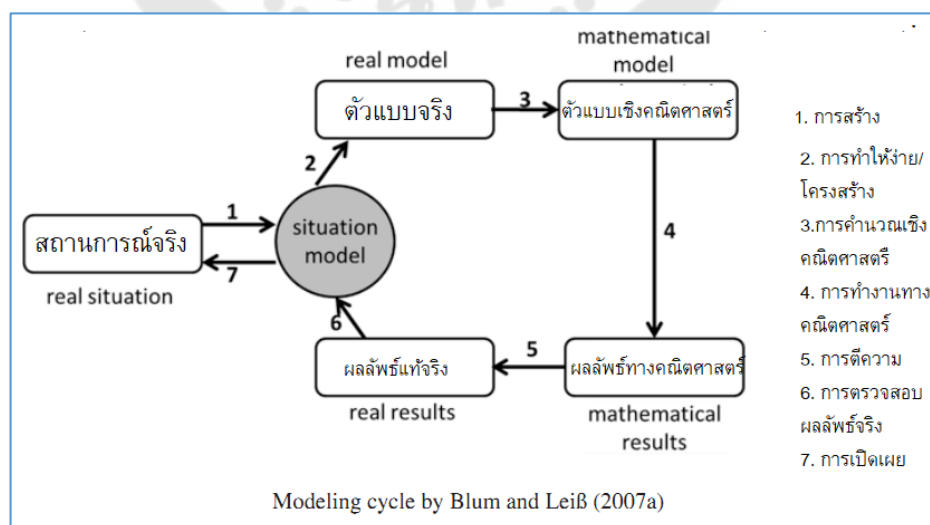 mathematical
model
real model
ตัวแบบจริง
3
ตัวแบบเชิงคณิตศาสตร์
2
4
1
situation
model
สถานการณ์จริง
7
real situation
6
5
ผลลัพธ์แท้จริง
ผลลัพธ์ทางคณิตศาสตร์
real results
mathematical
results
1. การสร้าง
2. การทำให้ง่าย/
โครงสร้าง
3.การคำนวณเชิง
คณิตศาสตรื
4. การทำงานทาง
คณิตศาสตร์
5. การตีความ
6. การตรวจสอบ
ผลลัพธ์จริง
7. การเปิดเผย
Modeling cycle by Blum and Leiß (2007a)